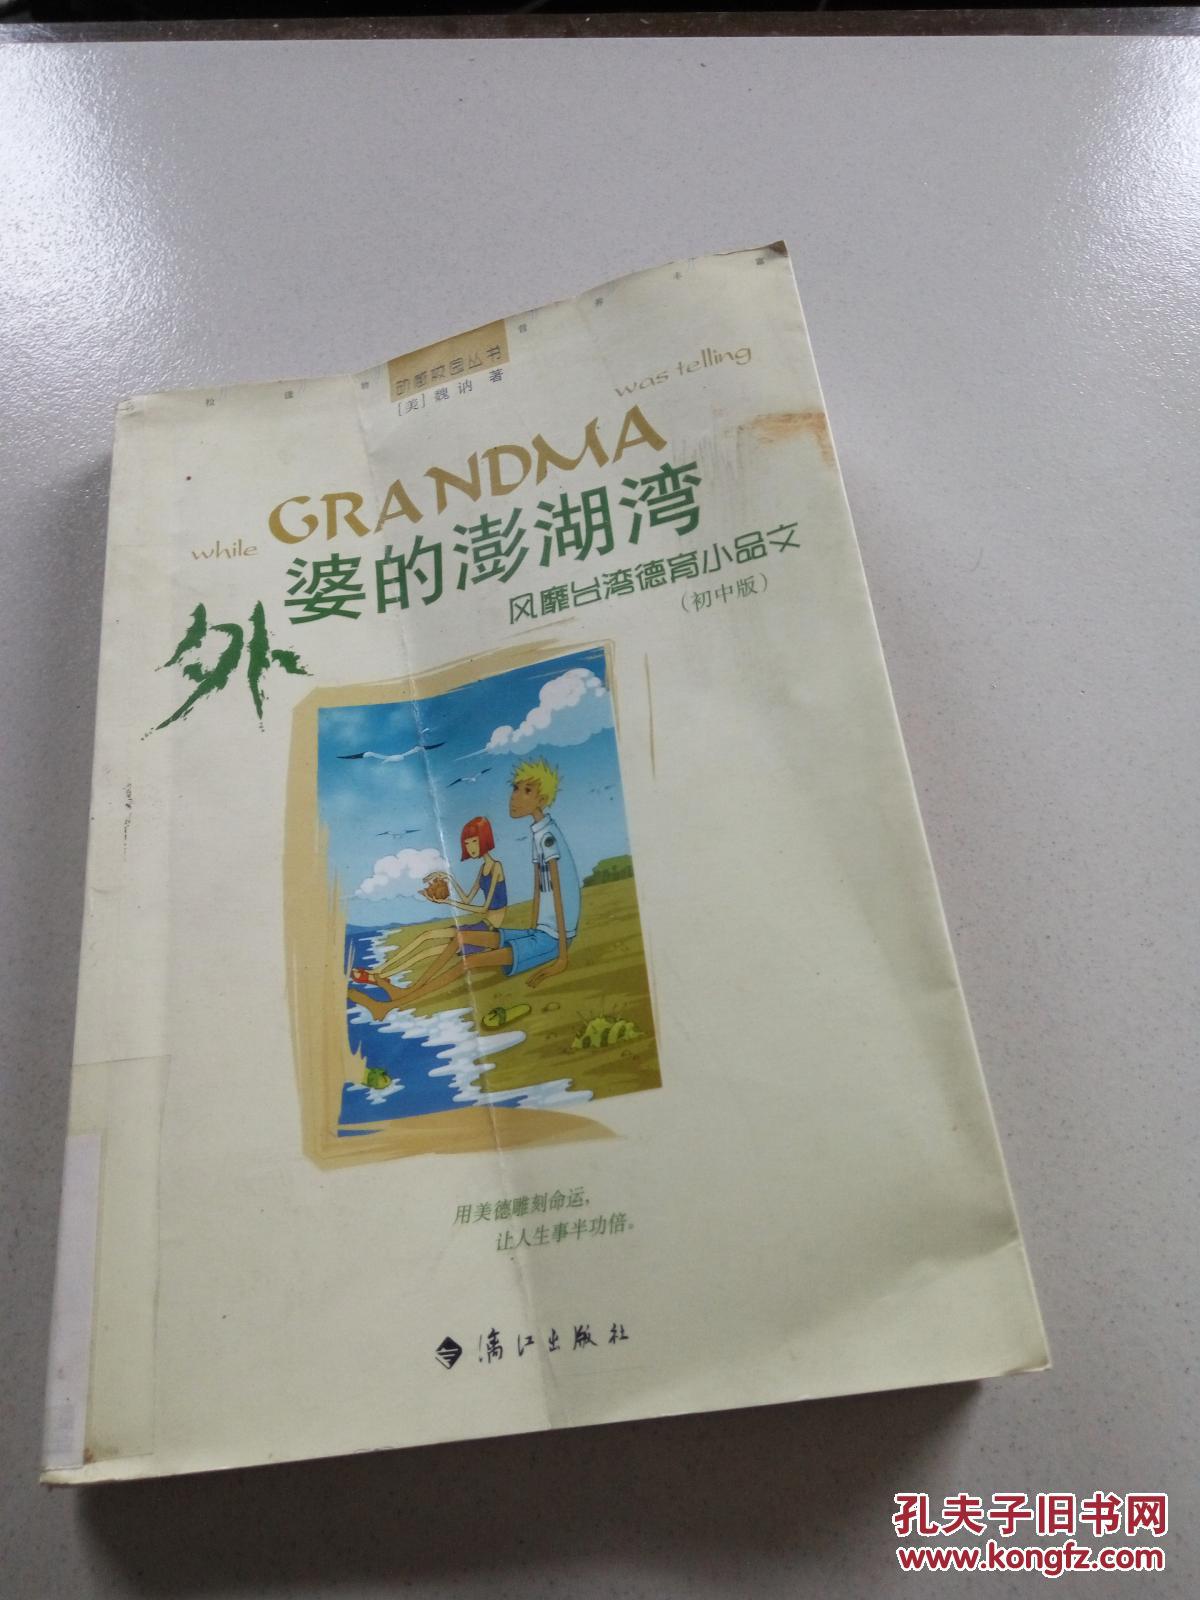 动感校园丛书
[美] 魏 讷 著
while GRANDMA was telling
外婆的澎湖湾
风靡台湾德育小品文
(初中版)
用美德雕刻命运,
让人生事半功倍。
漓江出版社
孔夫子旧书网
www.kongfz.com